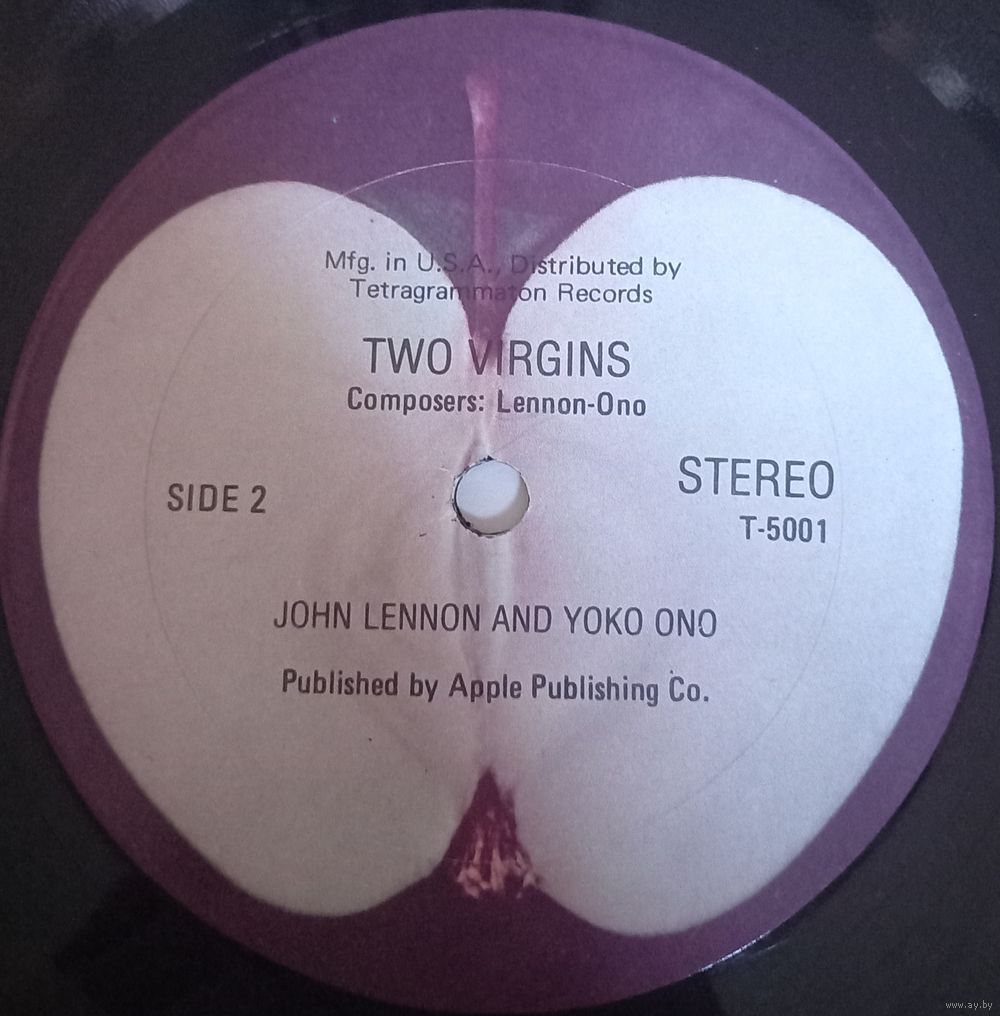 Mfg. in U.S.A., Distributed by
Tetragrammaton Records
TWO VIRGINS
Composers: Lennon-Ono
SIDE 2
STEREO
T-5001
JOHN LENNON AND YOKO ONO
Published by Apple Publishing Co.
www.ay.by